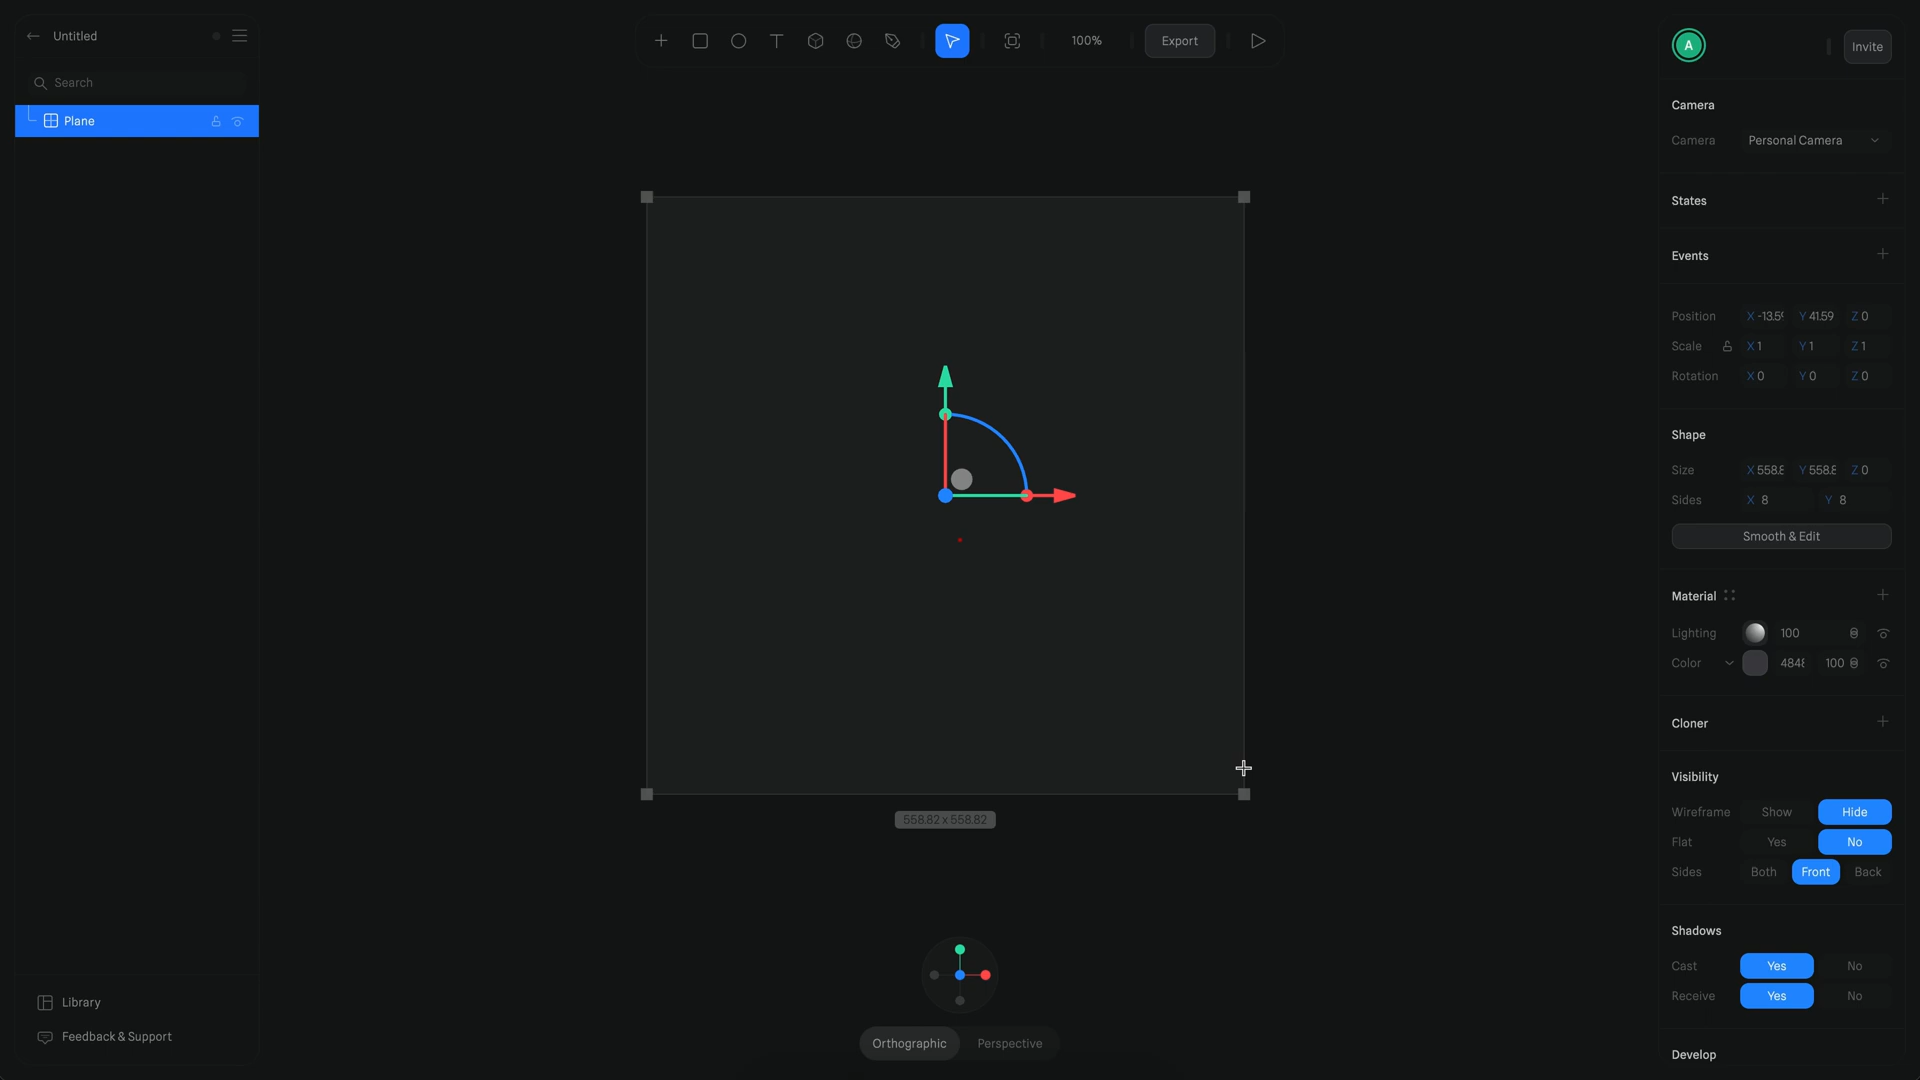 Untitled
100%
Export
A
Invite
Search
Plane
Camera
Camera Personal Camera
States
Events
Position X -13.59 Y 41.59 Z 0
Scale X 1 Y 1 Z 1
Rotation X 0 Y 0 Z 0
Shape
Size X 558.8 Y 558.8 Z 0
Sides X 8 Y 8
Smooth & Edit
Material
Lighting 100
Color 4848 100
Cloner
Visibility
Wireframe Show Hide
558.82 x 558.82
Flat Yes No
Sides Both Front Back
Shadows
Cast Yes No
Receive Yes No
Library
Feedback & Support
Orthographic Perspective
Develop